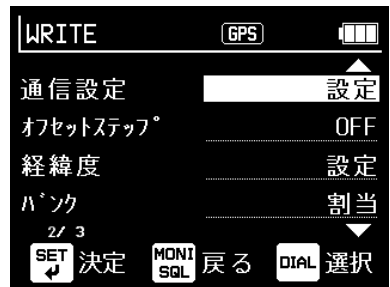 WRITE GPS
通信設定 設定
ｵﾌｾｯﾄｽﾃｯﾌﾟ OFF
経緯度 設定
ﾊﾞﾝｸ 割当
2/ 3
SET 決定 MONI SQL 戻る DIAL 選択